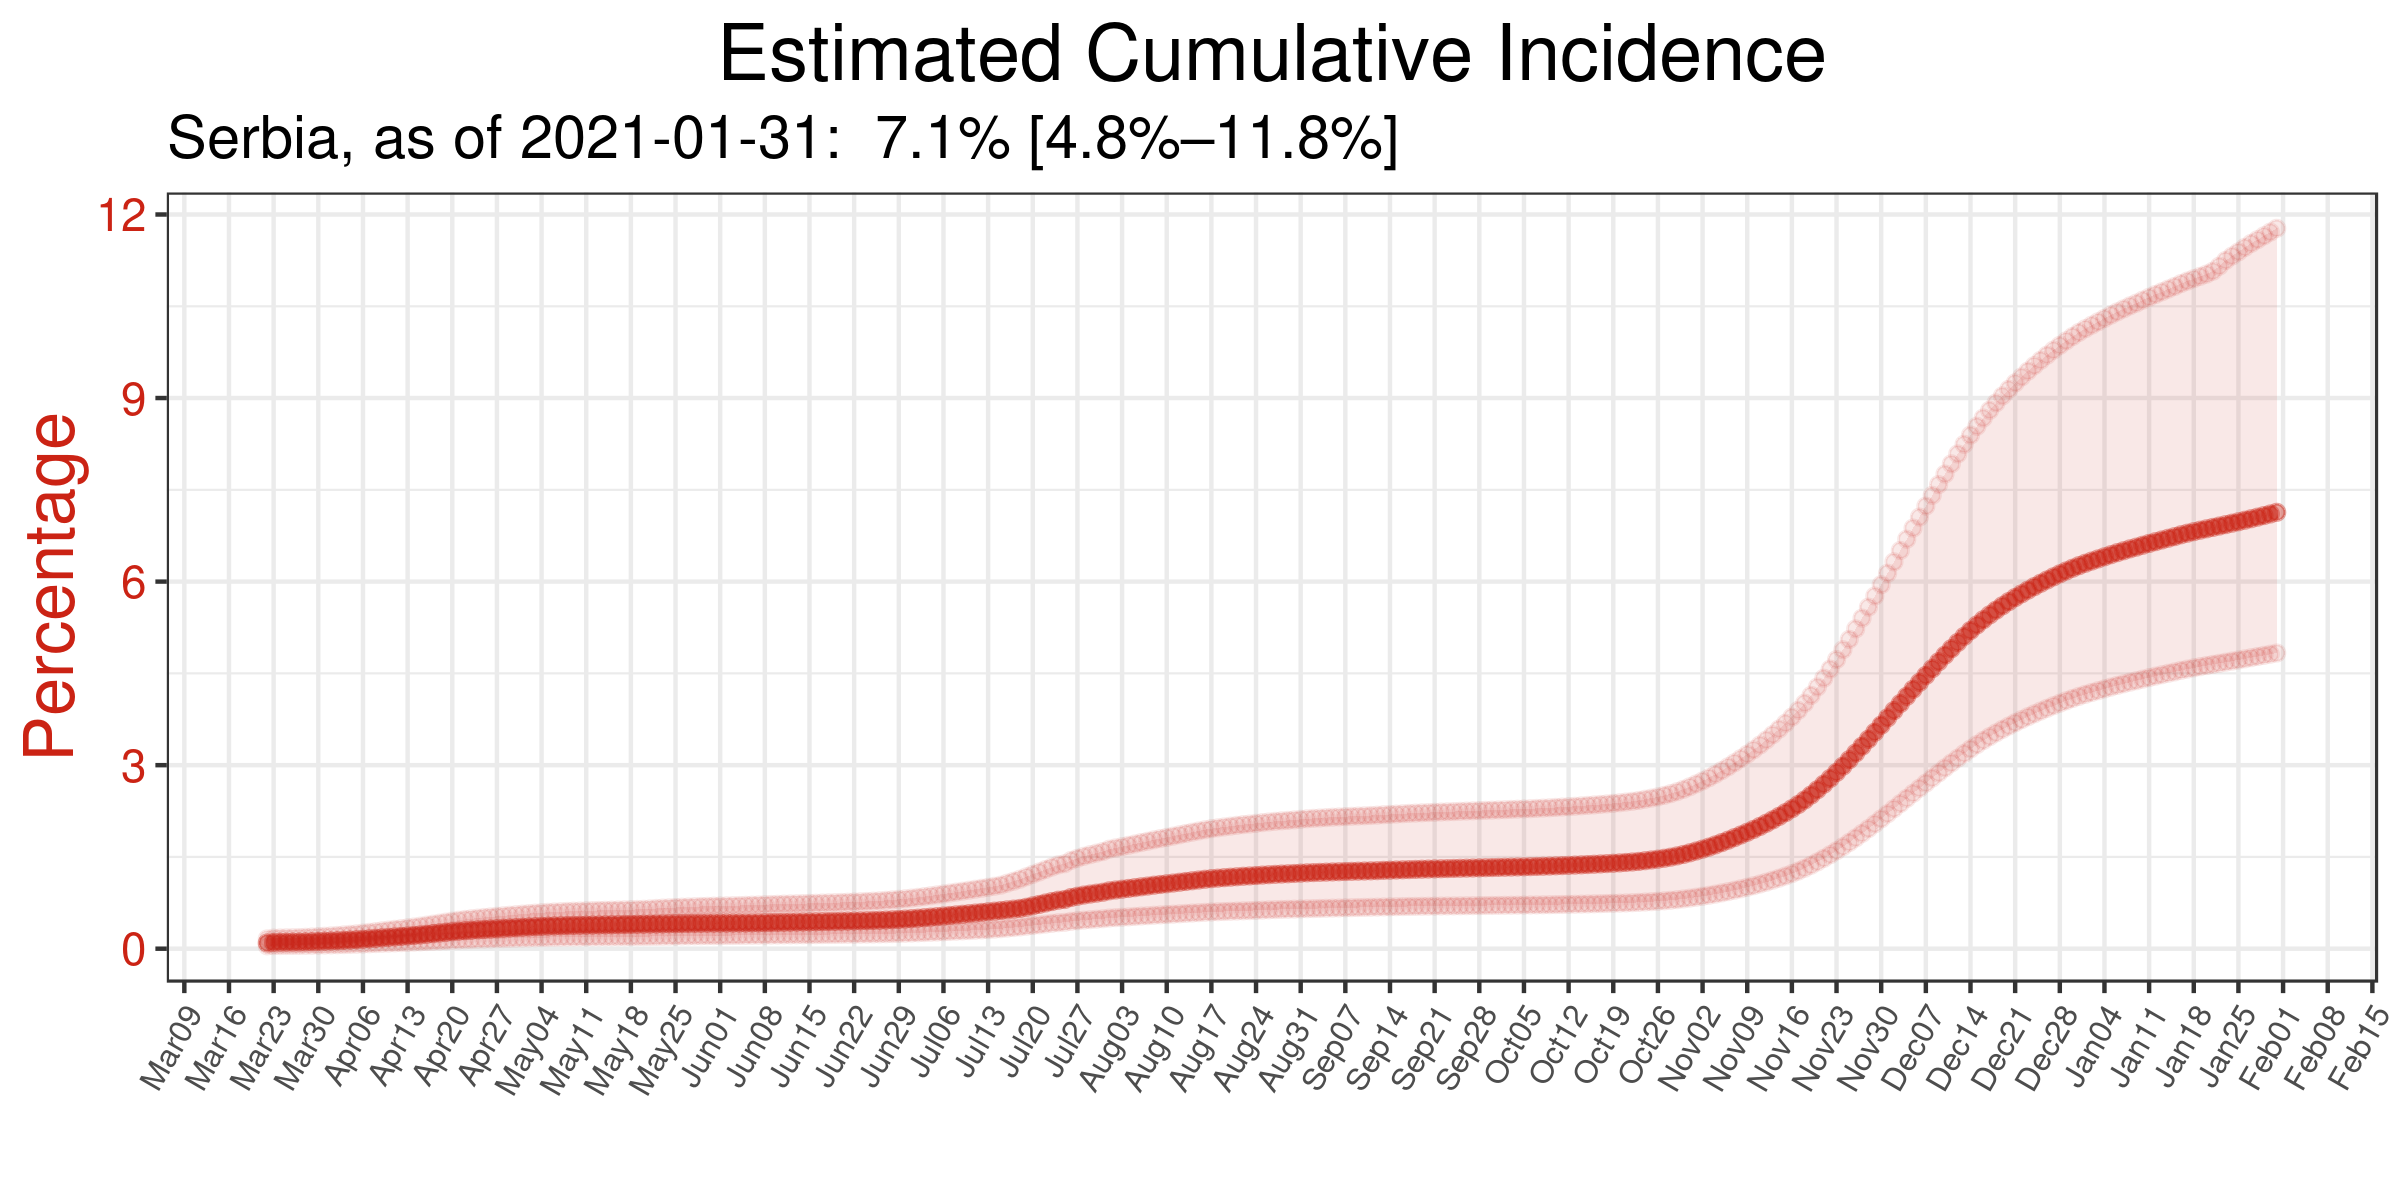 Estimated Cumulative Incidence
Serbia, as of 2021-01-31:  7.1% [4.8%–11.8%]
Percentage
12
9
6
3
0
Mar09
Mar16
Mar23
Mar30
Apr06
Apr13
Apr20
Apr27
May04
May11
May18
May25
Jun01
Jun08
Jun15
Jun22
Jun29
Jul06
Jul13
Jul20
Jul27
Aug03
Aug10
Aug17
Aug24
Aug31
Sep07
Sep14
Sep21
Sep28
Oct05
Oct12
Oct19
Oct26
Nov02
Nov09
Nov16
Nov23
Nov30
Dec07
Dec14
Dec21
Dec28
Jan04
Jan11
Jan18
Jan25
Feb01
Feb08
Feb15